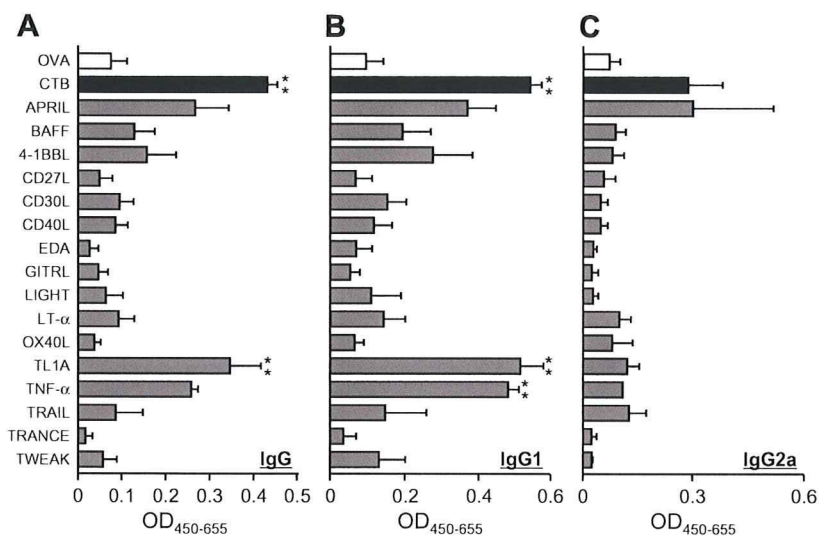 A B C
OVA
CTB * * * *
APRIL
BAFF
4-1BBL
CD27L
CD30L
CD40L
EDA
GITRL
LIGHT
LT-α
OX40L
TL1A * * * *
TNF-α * *
TRAIL
TRANCE
TWEAK
IgG IgG1 IgG2a
0 0.1 0.2 0.3 0.4 0.5 0 0.2 0.4 0.6 0 0.3 0.6
OD450-655 OD450-655 OD450-655